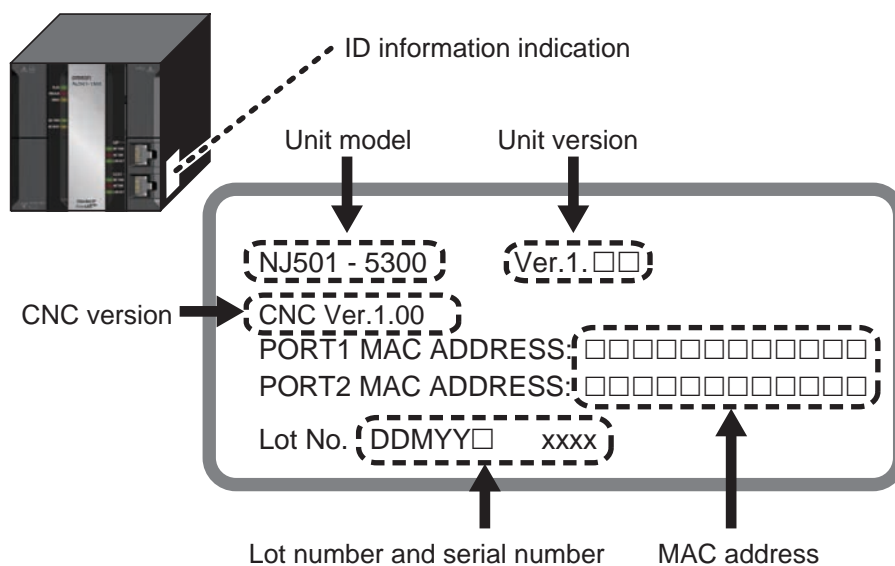 ID information indication
Unit model
Unit version
NJ501 - 5300
Ver.1.□□
CNC version
CNC Ver.1.00
PORT1 MAC ADDRESS: □□□□□□□□□□□□
PORT2 MAC ADDRESS: □□□□□□□□□□□□
Lot No. DDMYY□ xxxx
Lot number and serial number
MAC address